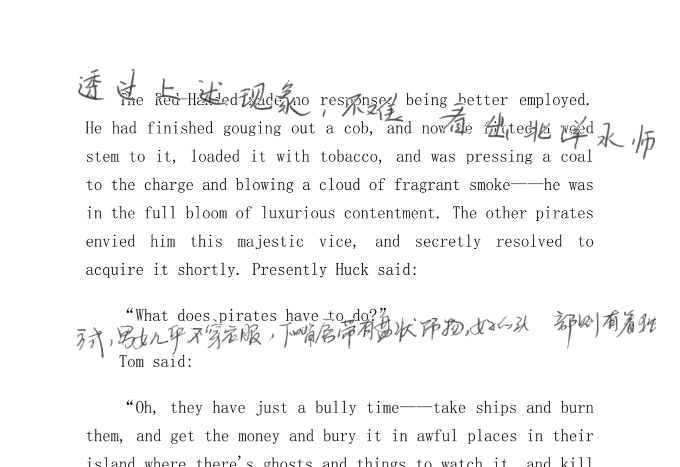 透过上述现象,不难看出北洋水师
The Red-Handed made no response, being better employed.
He had finished gouging out a cob, and now he fitted a weed
stem to it, loaded it with tobacco, and was pressing a coal
to the charge and blowing a cloud of fragrant smoke——he was
in the full bloom of luxurious contentment. The other pirates
envied him this majestic vice, and secretly resolved to
acquire it shortly. Presently Huck said:
“What does pirates have to do?”
方式,男女几乎不穿衣服,下嘴唇带有盘状饰物,如 部则有着独
Tom said:
“Oh, they have just a bully time——take ships and burn
them, and get the money and bury it in awful places in their
island where there's ghosts and things to watch it, and kill